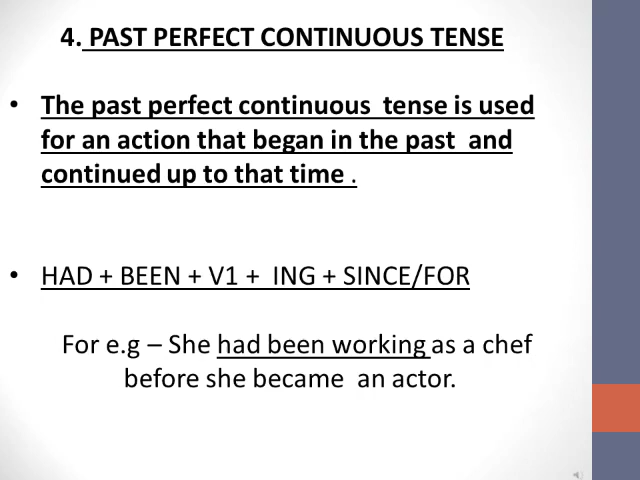 4. PAST PERFECT CONTINUOUS TENSE
• The past perfect continuous tense is used
for an action that began in the past and
continued up to that time .
• HAD + BEEN + V1 + ING + SINCE/FOR
For e.g – She had been working as a chef
before she became an actor.